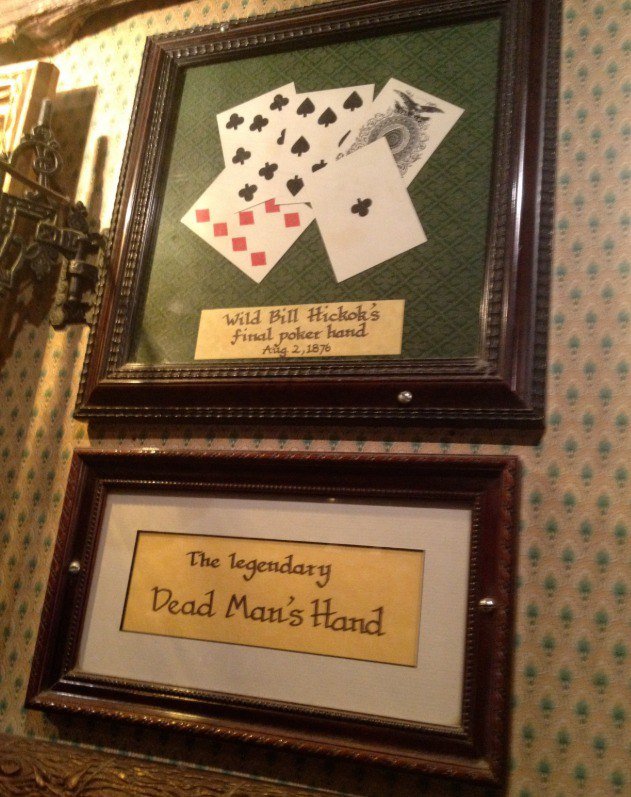 Wild Bill Hickok's
final poker hand
Aug 2, 1876
The legendary
Dead Man's Hand